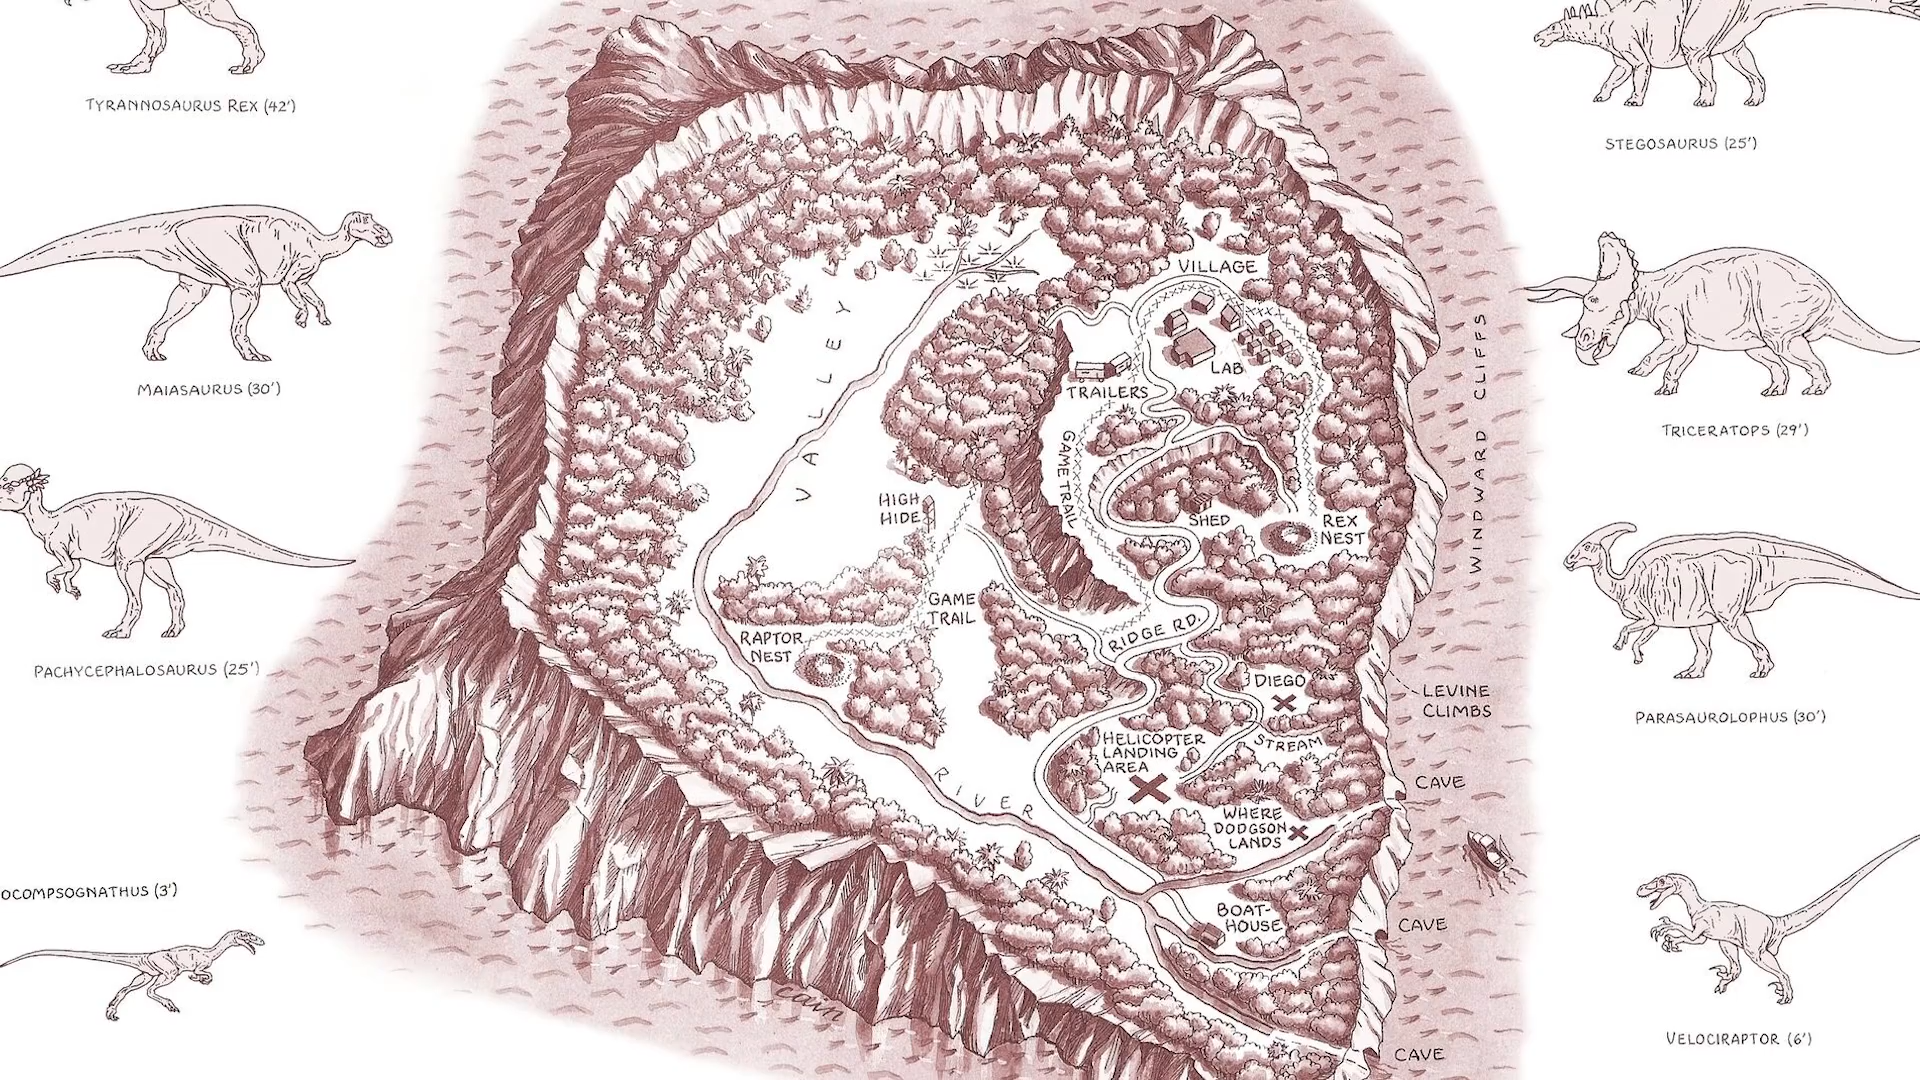 TYRANNOSAURUS REX (42')
MAIASAURUS (30')
PACHYCEPHALOSAURUS (25')
OCOMPSOGNATHUS (3')
VALLEY
VILLAGE
LAB
TRAILERS
GAME TRAIL
HIGH
HIDE
SHED
REX
NEST
GAME
TRAIL
RAPTOR
NEST
RIDGE RD.
DIEGO
STREAM
HELICOPTER
LANDING
AREA
RIVER
WHERE
DODGSON
LANDS
BOAT-
HOUSE
WINDWARD CLIFFS
LEVINE
CLIMBS
CAVE
CAVE
CAVE
cain
STEGOSAURUS (25')
TRICERATOPS (29')
PARASAUROLOPHUS (30')
VELOCIRAPTOR (6')